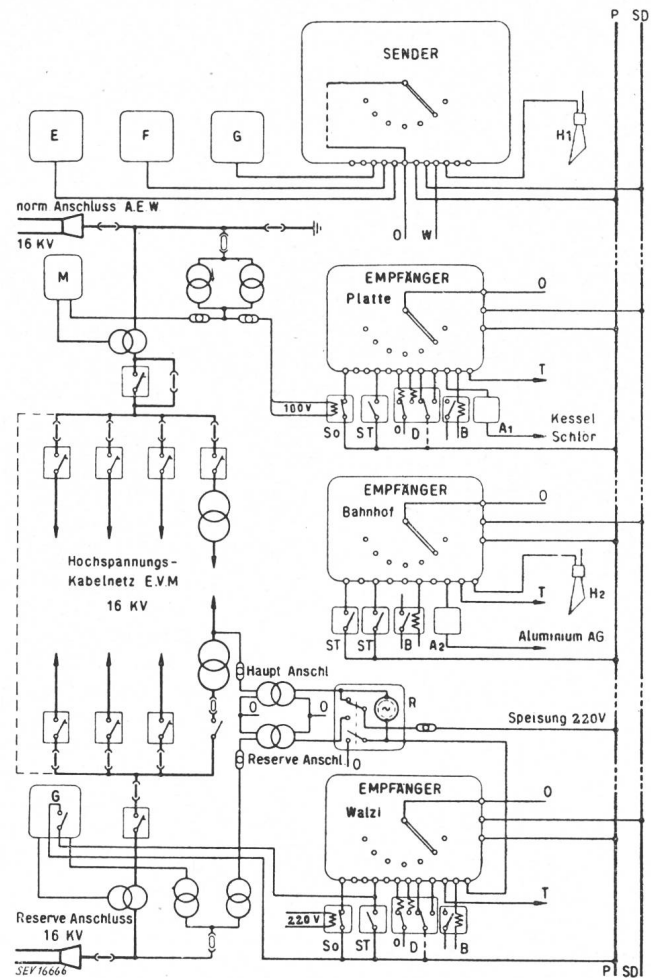 P SD
SENDER
E F G
H1
norm Anschluss A.E.W.
16 KV
O W
M
EMPFÄNGER
Platte
O
T
100V
So ST O D B A1
Kessel
Schlör
EMPFÄNGER
Bahnhof
O
Hochspannungs-
Kabelnetz E.V.M
16 KV
T H2
ST ST B A2
Aluminium AG
Haupt Anschl
O O
R
Speisung 220V
Reserve Anschl.
O
EMPFÄNGER
Walzi
O
G
T
220V
So ST O D B
Reserve Anschluss
16 KV
SEV 16666
P SD